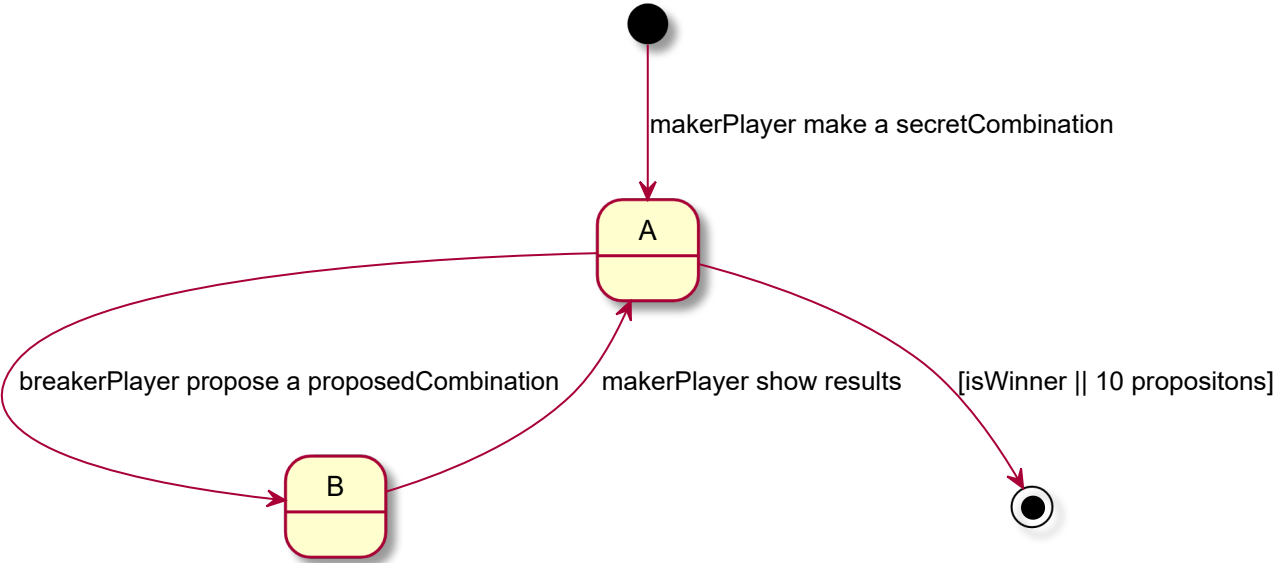 makerPlayer make a secretCombination
A
breakerPlayer propose a proposedCombination
makerPlayer show results
[isWinner || 10 propositons]
B